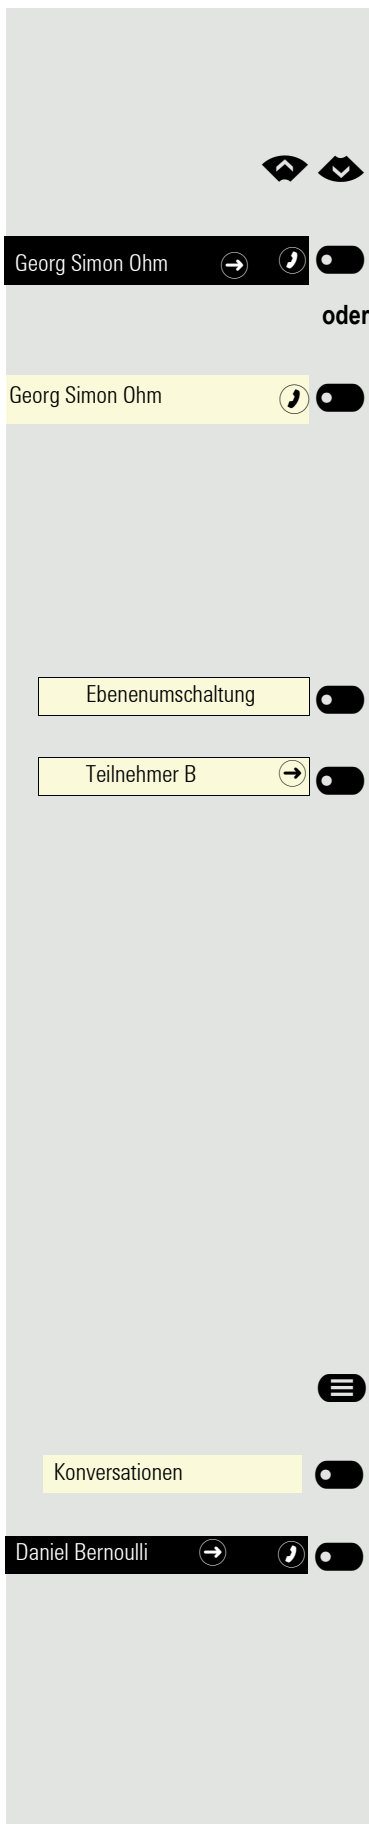 Georg Simon Ohm
oder
Georg Simon Ohm
Ebenenumschaltung
Teilnehmer B
Konversationen
Daniel Bernoulli